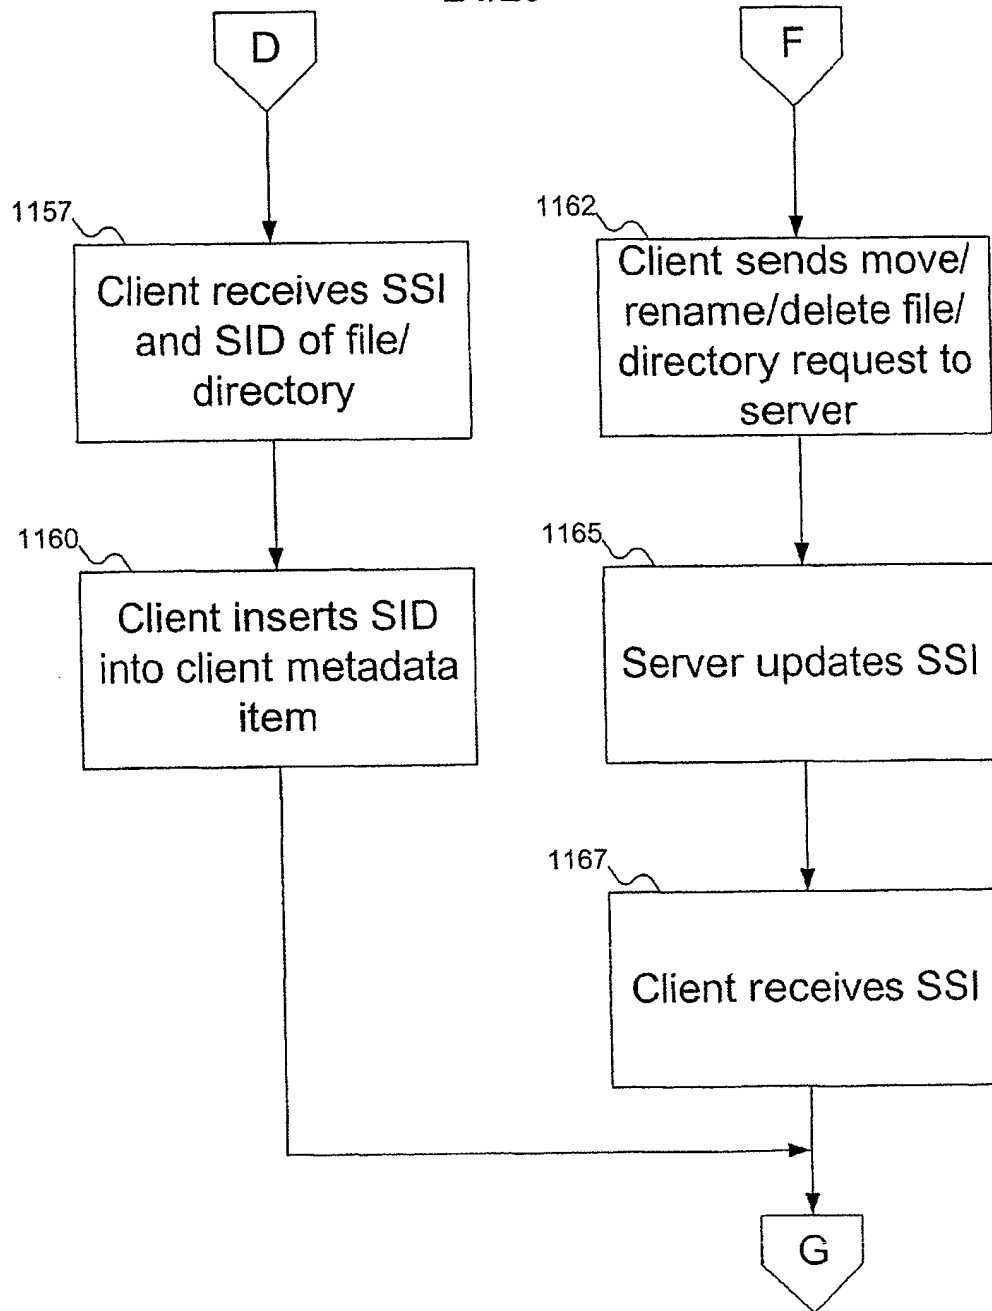 D
1157
Client receives SSI
and SID of file/
directory
1160
Client inserts SID
into client metadata
item
F
1162
Client sends move/
rename/delete file/
directory request to
server
1165
Server updates SSI
1167
Client receives SSI
G